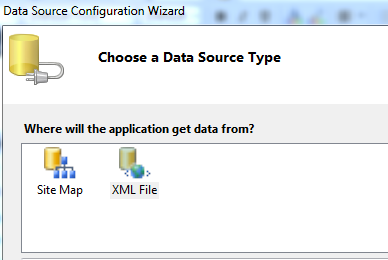 Data Source Configuration Wizard
Choose a Data Source Type
Where will the application get data from?
Site Map XML File